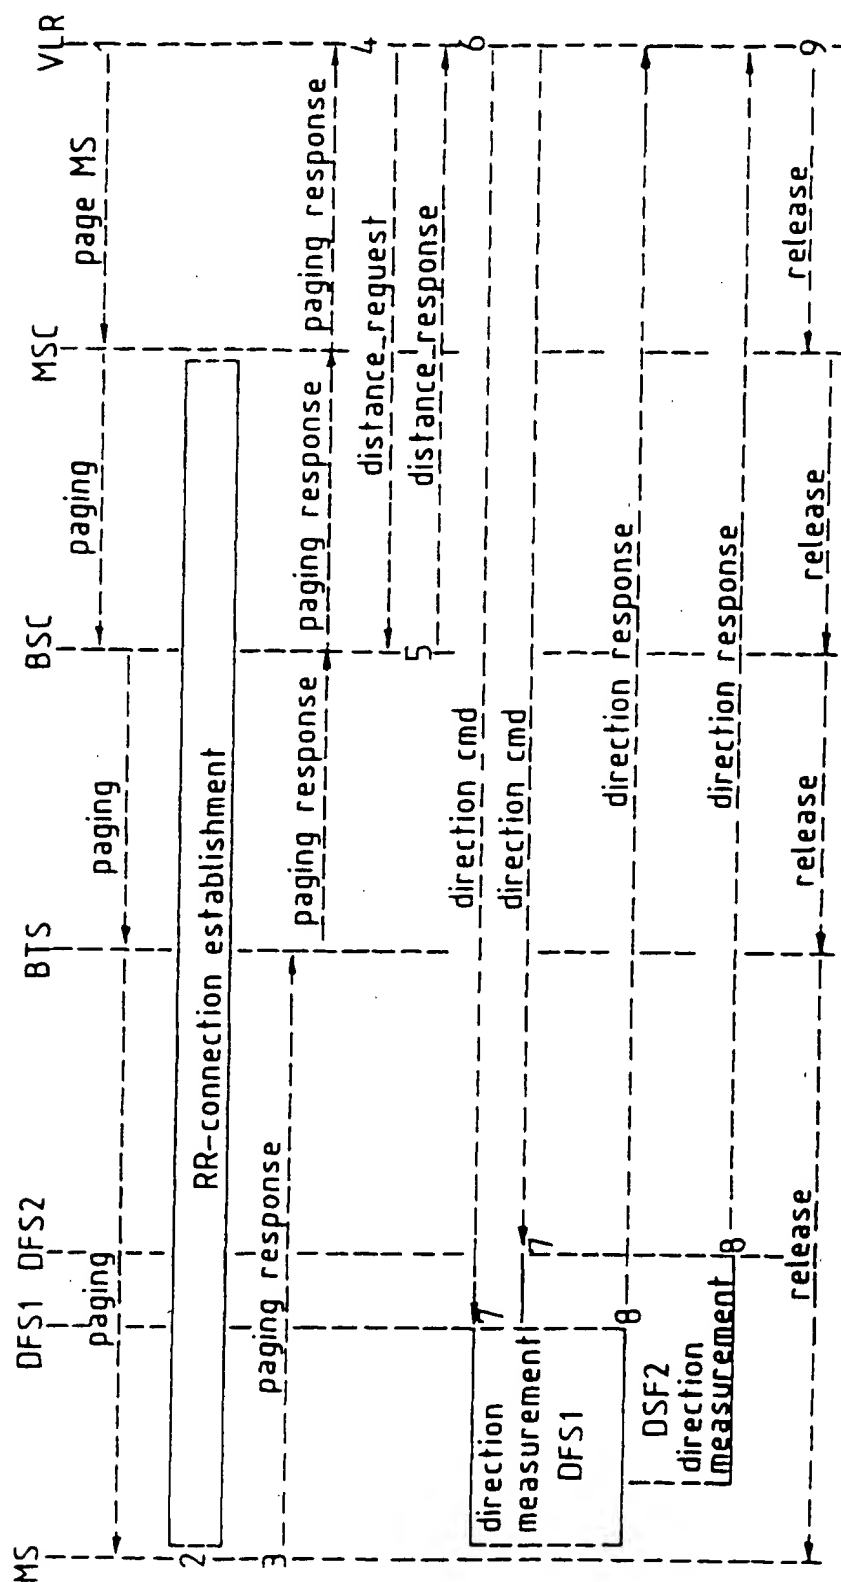 MS
DFS1
DFS2
BTS
BSC
MSC
VLR
1
page MS
paging
paging
paging
2
RR-connection establishment
3
paging response
paging response
paging response
paging response
4
distance_request
5
distance_response
6
direction cmd
direction cmd
7
7
direction
measurement
DFS1
8
direction response
DSF2
direction
measurement
8
direction response
9
release
release
release
release